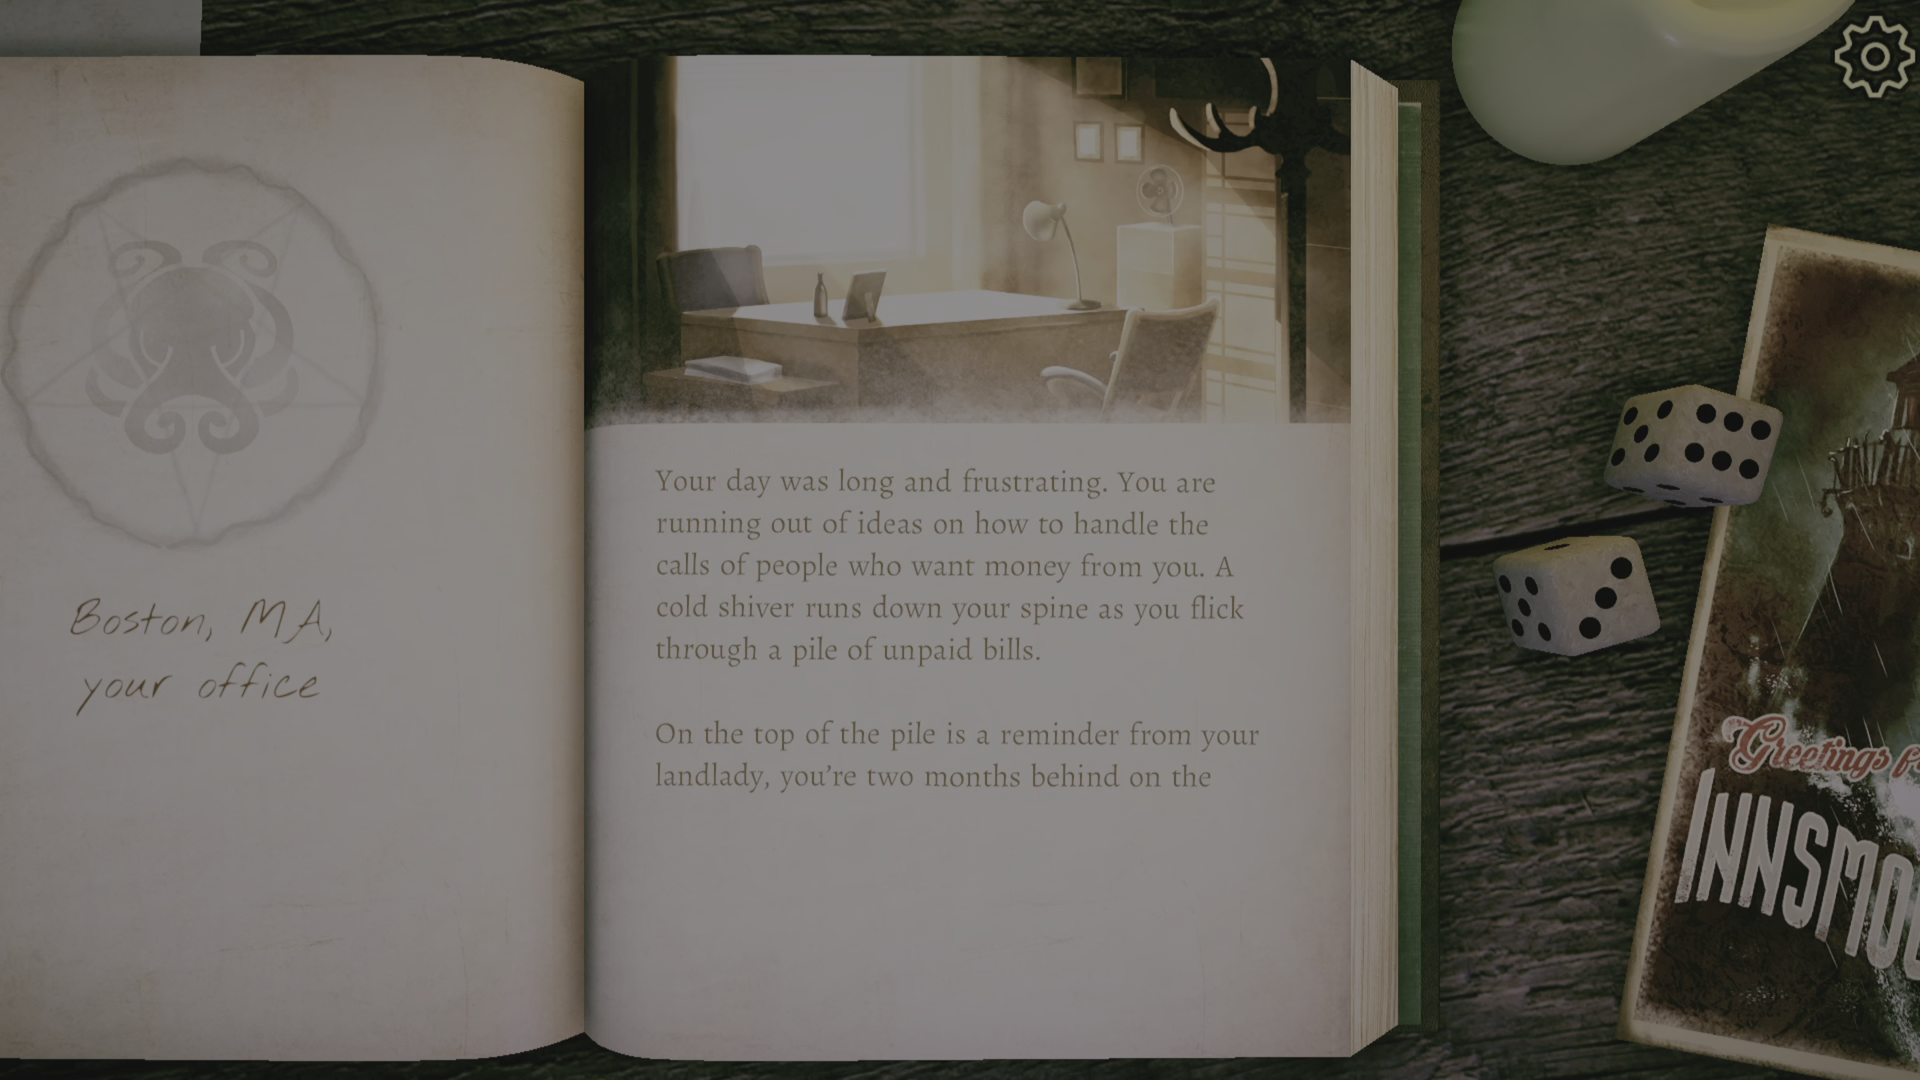 Boston, MA,
your office
Your day was long and frustrating. You are
running out of ideas on how to handle the
calls of people who want money from you. A
cold shiver runs down your spine as you flick
through a pile of unpaid bills.
On the top of the pile is a reminder from your
landlady, you’re two months behind on the
Greetings